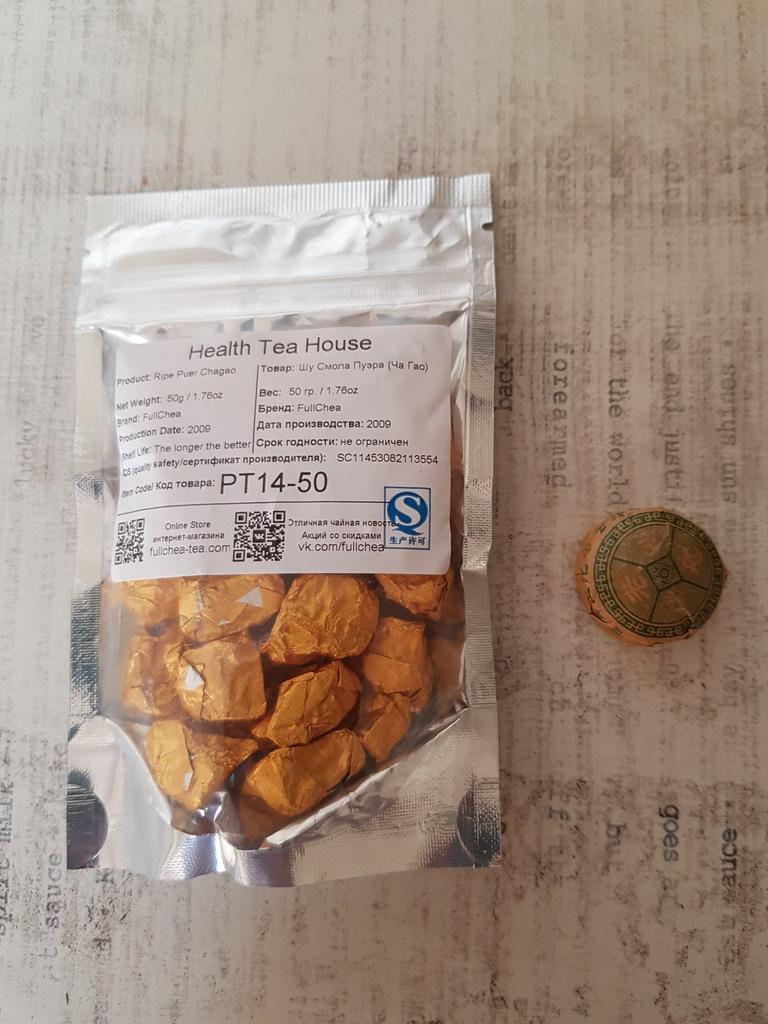 Health Tea House
Product: Ripe Puer Chagao
Net Weight: 50g / 1.76oz
Brand: FullChea
Production Date: 2009
Shelf Life: The longer the better
Товар: Шу Смола Пуэра (Ча Гао)
Вес: 50 гр. / 1.76oz
Бренд: FullChea
Дата производства: 2009
Срок годности: не ограничен
QS (quality safety/сертификат производителя): SC11453082113554
Item Code/ Код товара: PT14-50
Online Store
интернет-магазина
fullchea-tea.com
Отличная чайная новость
Акций со скидками
vk.com/fullchea
S
生产许可
back
forearmed
for the world
sun shines
lucky
goes a
sauce
it sauce